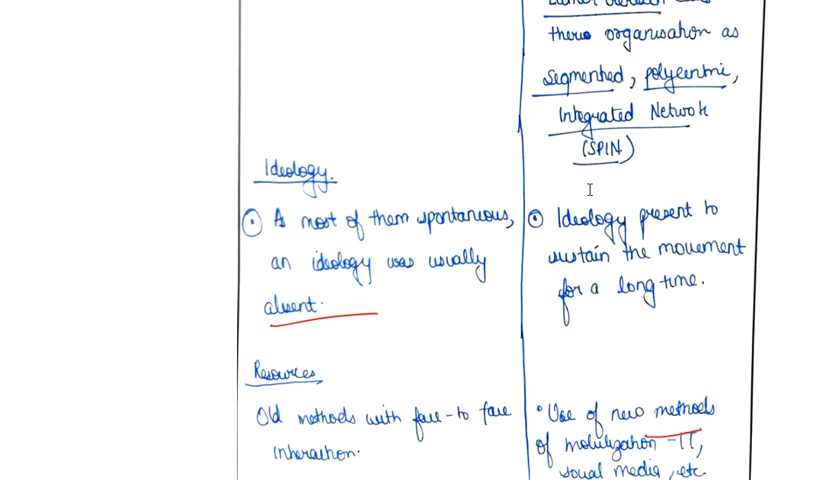 there organisation as
segmented, polycentric,
Integrated Network
(SPIN)
Ideology.
A most of them spontaneous,
an ideology was usually
absent.
Ideology present to
sustain the movement
for a long time.
Resources
Old methods with face-to face
interaction.
Use of new methods
of mobilization - IT,
social media, etc